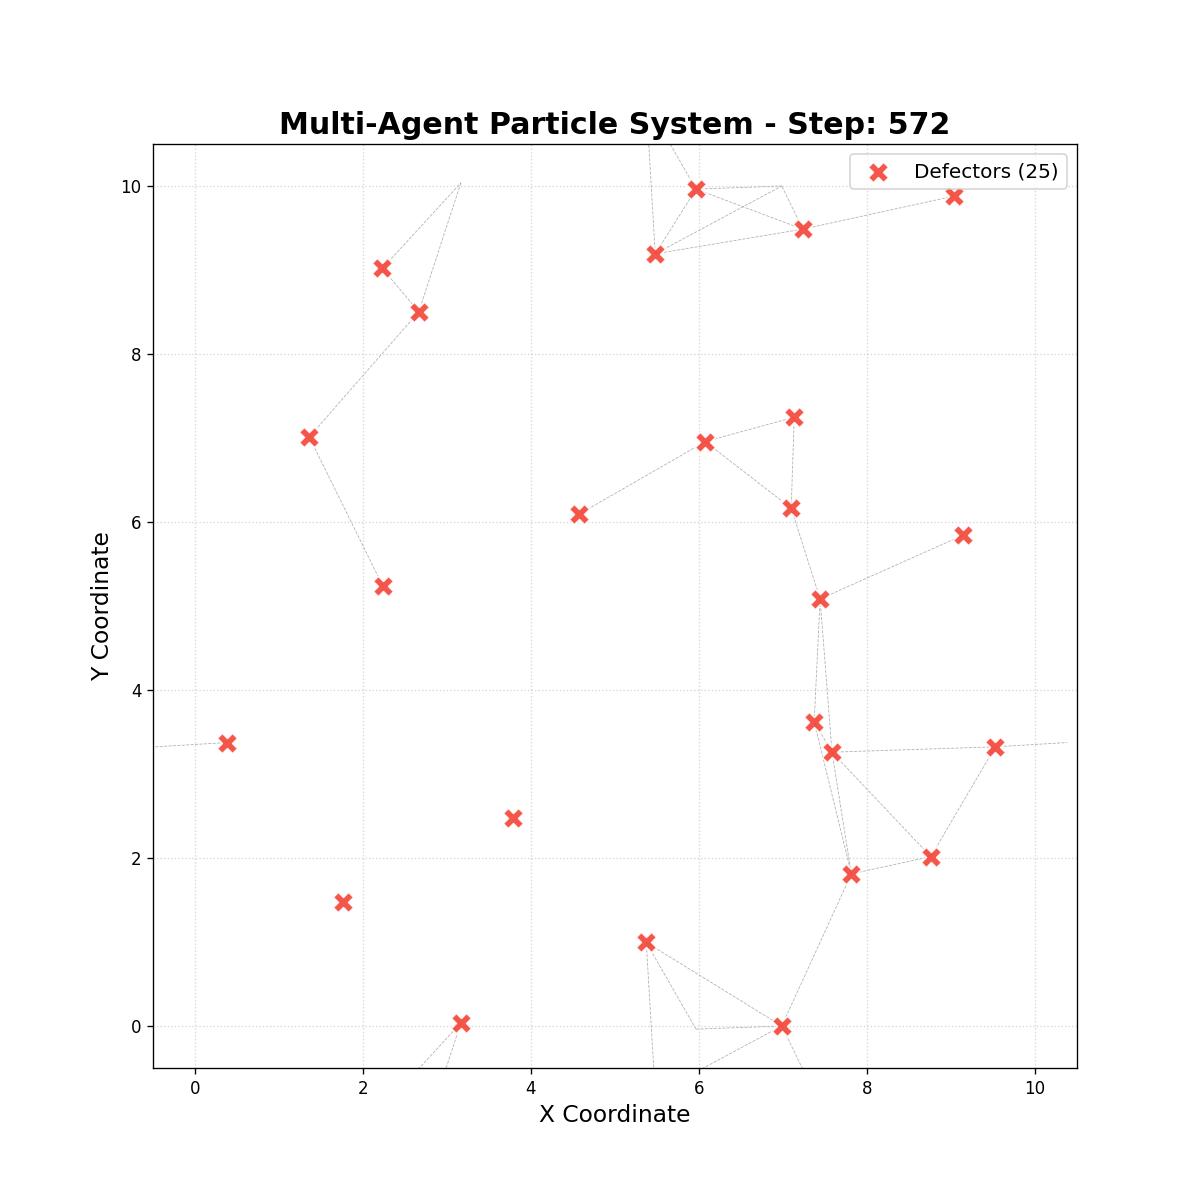 Multi-Agent Particle System - Step: 572
Defectors (25)
10
8
6
4
2
0
Y Coordinate
0 2 4 6 8 10
X Coordinate